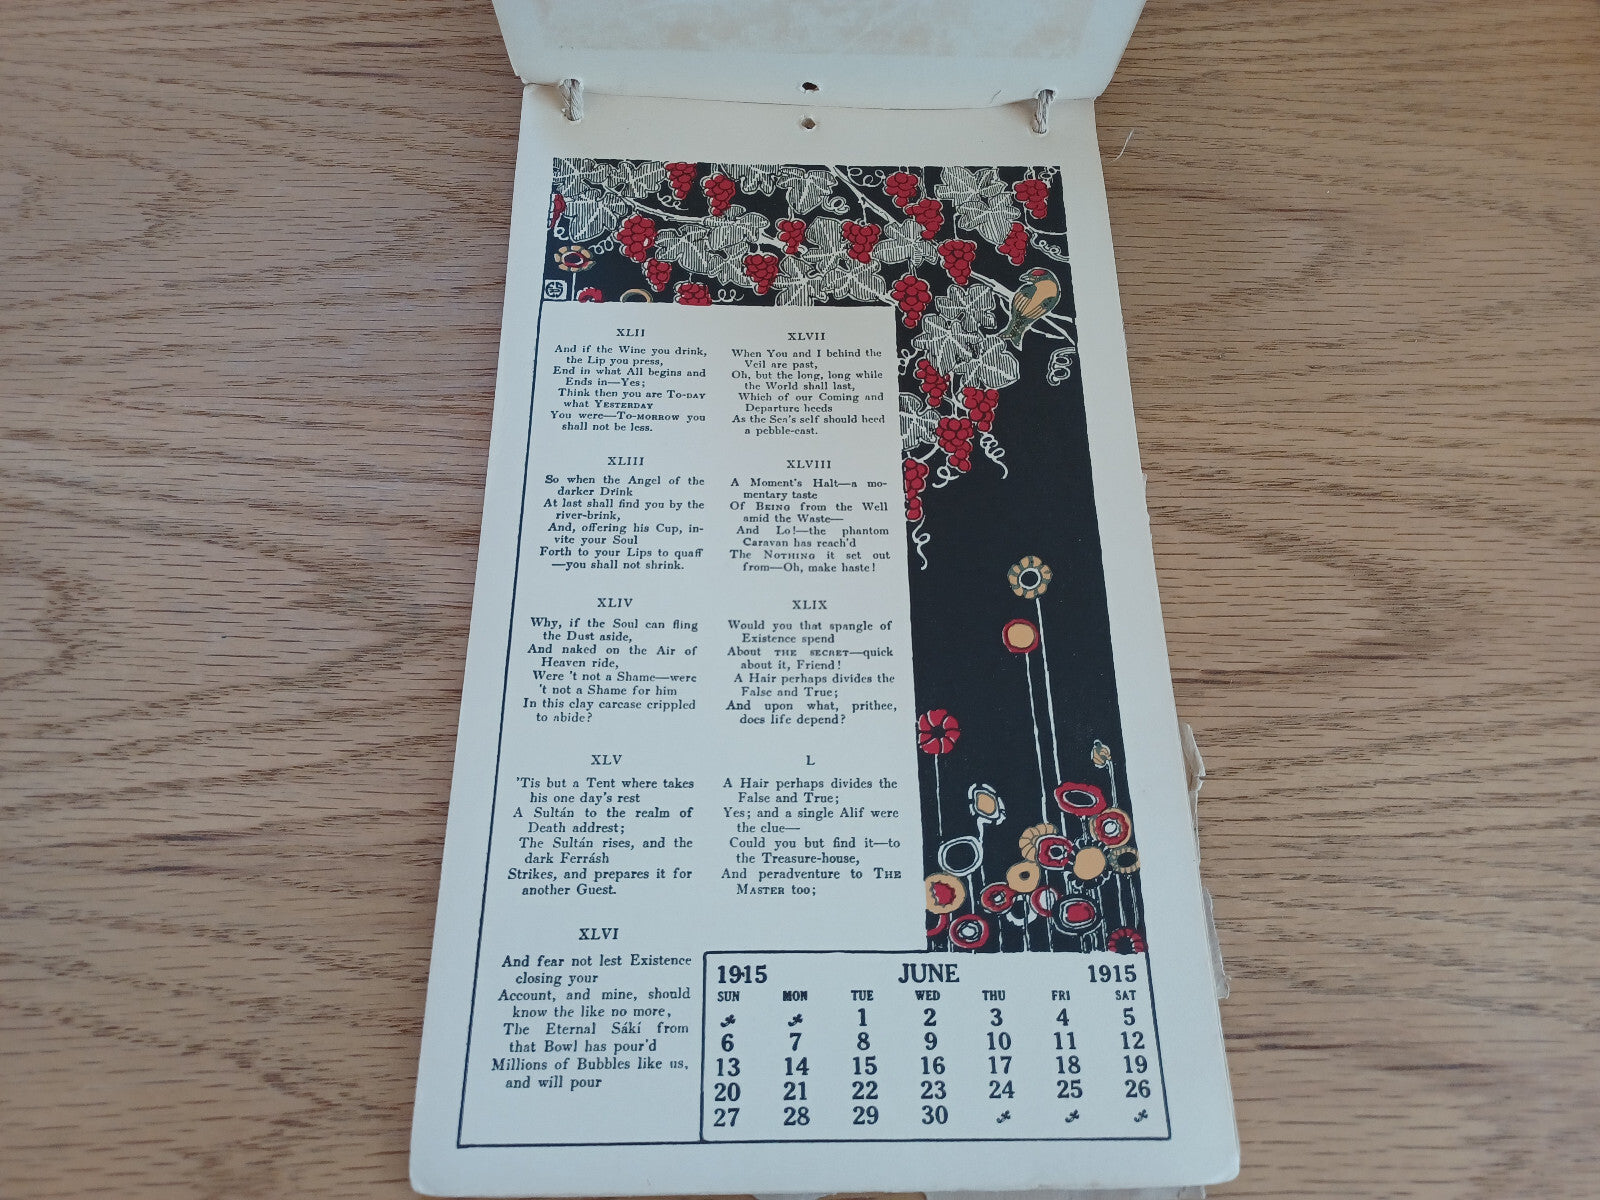 XLII
And if the Wine you drink,
the Lip you press,
End in what All begins and
Ends in—Yes;
Think then you are TO-DAY
what YESTERDAY
You were—TO-MORROW you
shall not be less.
XLIII
So when the Angel of the
darker Drink
At last shall find you by the
river-brink,
And, offering his Cup, in-
vite your Soul
Forth to your Lips to quaff
—you shall not shrink.
XLIV
Why, if the Soul can fling
the Dust aside,
And naked on the Air of
Heaven ride,
Were 't not a Shame—were
't not a Shame for him
In this clay carcase crippled
to abide?
XLV
'Tis but a Tent where takes
his one day's rest
A Sultán to the realm of
Death addrest;
The Sultán rises, and the
dark Ferrásh
Strikes, and prepares it for
another Guest.
XLVI
And fear not lest Existence
closing your
Account, and mine, should
know the like no more,
The Eternal Sákí from
that Bowl has pour'd
Millions of Bubbles like us,
and will pour
XLVII
When You and I behind the
Veil are past,
Oh, but the long, long while
the World shall last,
Which of our Coming and
Departure heeds
As the Sea's self should heed
a pebble-cast.
XLVIII
A Moment's Halt—a mo-
mentary taste
Of BEING from the Well
amid the Waste—
And Lo!—the phantom
Caravan has reach'd
The NOTHING it set out
from—Oh, make haste!
XLIX
Would you that spangle of
Existence spend
About THE SECRET—quick
about it, Friend!
A Hair perhaps divides the
False and True;
And upon what, prithee,
does life depend?
L
A Hair perhaps divides the
False and True;
Yes; and a single Alif were
the clue—
Could you but find it—to
the Treasure-house,
And peradventure to THE
MASTER too;
1915 JUNE 1915
SUN MON TUE WED THU FRI SAT
1 2 3 4 5
6 7 8 9 10 11 12
13 14 15 16 17 18 19
20 21 22 23 24 25 26
27 28 29 30